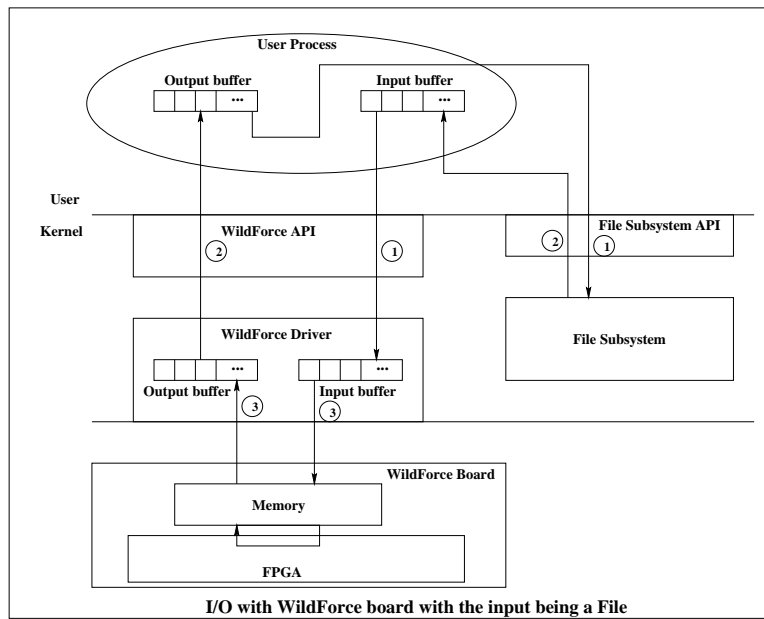 User Process
Output buffer
Input buffer
...
...
User
Kernel
WildForce API
File Subsystem API
2
1
2
1
WildForce Driver
File Subsystem
...
...
Output buffer
Input buffer
3
3
WildForce Board
Memory
FPGA
I/O with WildForce board with the input being a File